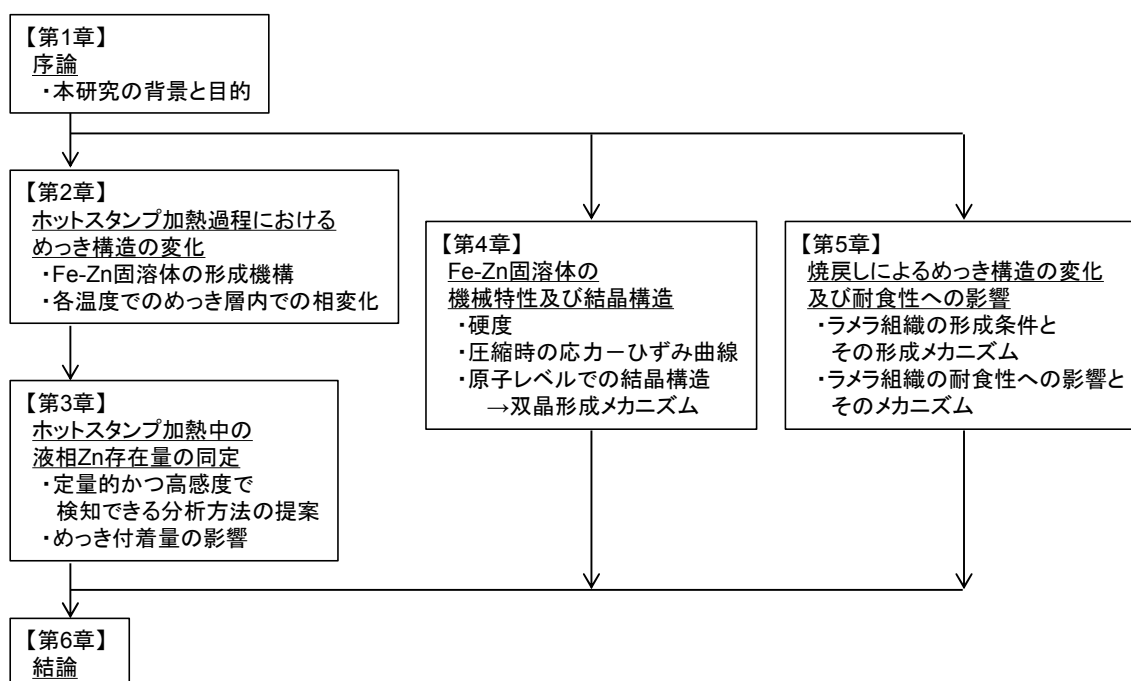 【第1章】
序論
・本研究の背景と目的
【第2章】
ホットスタンプ加熱過程における
めっき構造の変化
・Fe-Zn固溶体の形成機構
・各温度でのめっき層内での相変化
【第3章】
ホットスタンプ加熱中の
液相Zn存在量の同定
・定量的かつ高感度で
検知できる分析方法の提案
・めっき付着量の影響
【第4章】
Fe-Zn固溶体の
機械特性及び結晶構造
・硬度
・圧縮時の応力－ひずみ曲線
・原子レベルでの結晶構造
→双晶形成メカニズム
【第5章】
焼戻しによるめっき構造の変化
及び耐食性への影響
・ラメラ組織の形成条件と
その形成メカニズム
・ラメラ組織の耐食性への影響と
そのメカニズム
【第6章】
結論